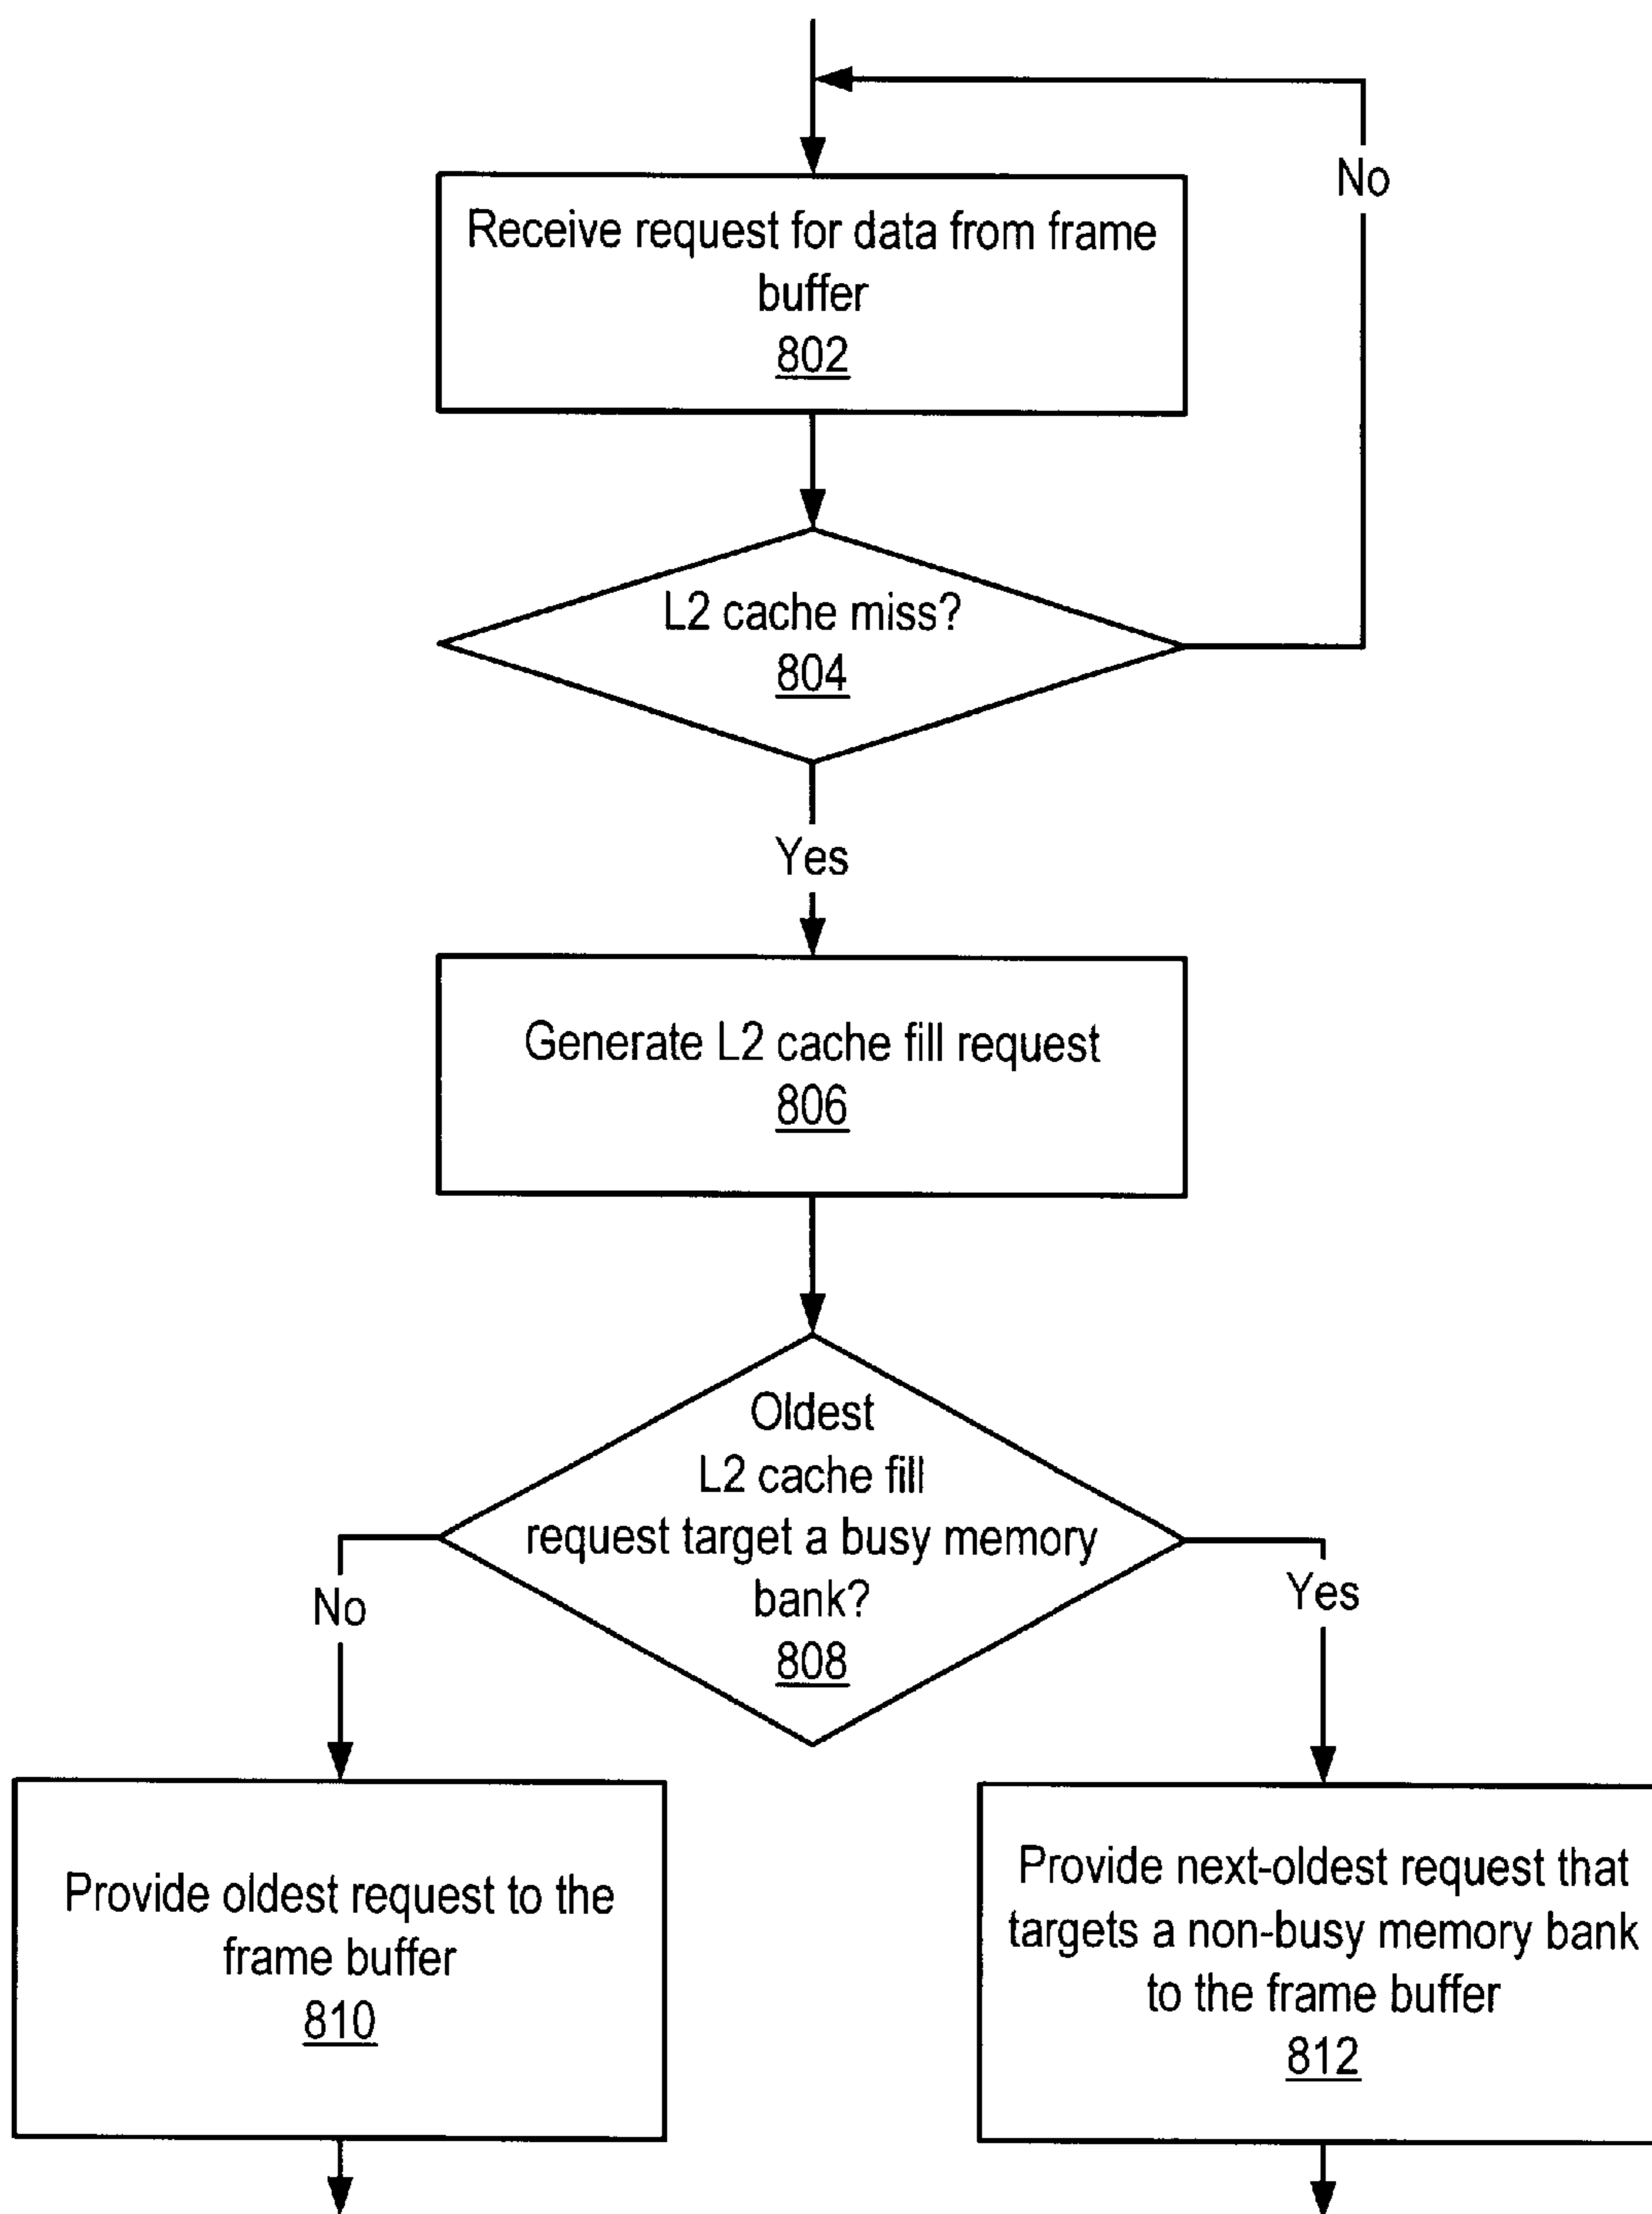 No
Receive request for data from frame
buffer
802
L2 cache miss?
804
Yes
Generate L2 cache fill request
806
Oldest
L2 cache fill
request target a busy memory
bank?
808
No
Yes
Provide oldest request to the
frame buffer
810
Provide next-oldest request that
targets a non-busy memory bank
to the frame buffer
812